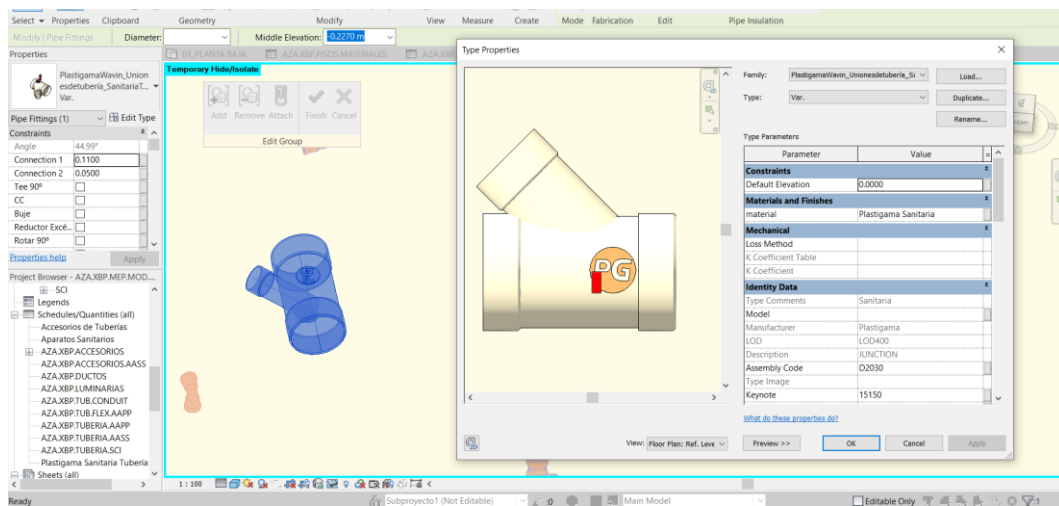 Select ▾ Properties Clipboard Geometry Modify View Measure Create Mode Fabrication Edit Pipe Insulation
Modify | Pipe Fittings Diameter: Middle Elevation: -0.2270 m
Properties
PlastigamaWavin_Union
esdetubería_SanitariaT...
Var.
Pipe Fittings (1) Edit Type
Constraints
Angle 44.99°
Connection 1 0.1100
Connection 2 0.0500
Tee 90º
CC
Buje
Reductor Excé...
Rotar 90º
Properties help Apply
Project Browser - AZA.XBP.MEP.MOD...
SCI
Legends
Schedules/Quantities (all)
Accesorios de Tuberías
Aparatos Sanitarios
AZA.XBP.ACCESORIOS
AZA.XBP.ACCESORIOS.AASS
AZA.XBP.DUCTOS
AZA.XBP.LUMINARIAS
AZA.XBP.TUB.CONDUIT
AZA.XBP.TUB.FLEX.AAPP
AZA.XBP.TUBERIA.AAPP
AZA.XBP.TUBERIA.AASS
AZA.XBP.TUBERIA.SCI
Plastigama Sanitaria Tubería
Sheets (all)
01_PLANTA BAJA AZA.XBP.PISOS.MATERIALES AZA.XBP
Temporary Hide/Isolate
Add Remove Attach Finish Cancel
Edit Group
Type Properties
PG
Family: PlastigamaWavin_Unionesdetubería_S
Load...
Type: Var.
Duplicate...
Rename...
Type Parameters
Parameter Value =
Constraints
Default Elevation 0.0000
Materials and Finishes
material Plastigama Sanitaria
Mechanical
Loss Method
K Coefficient Table
K Coefficient
Identity Data
Type Comments Sanitaria
Model
Manufacturer Plastigama
LOD LOD400
Description JUNCTION
Assembly Code D2030
Type Image
Keynote 15150
What do these properties do?
View: Floor Plan: Ref. Leve
Preview >> OK Cancel Apply
1 : 100
Ready Subproyecto1 (Not Editable) :0 Main Model Editable Only :1